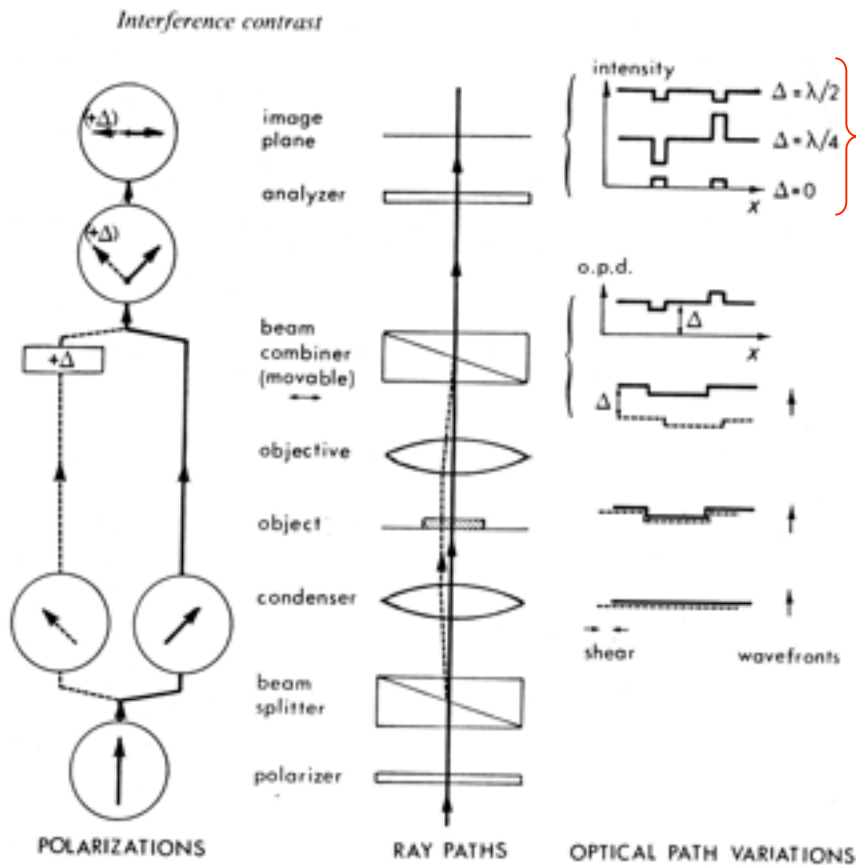 Interference contrast
(+Δ)
(+Δ)
+Δ
POLARIZATIONS
image
plane
analyzer
beam
combiner
(movable)
objective
object
condenser
beam
splitter
polarizer
RAY PATHS
intensity
Δ = λ/2
Δ = λ/4
Δ = 0
x
o.p.d.
Δ
x
Δ
shear
wavefronts
OPTICAL PATH VARIATIONS